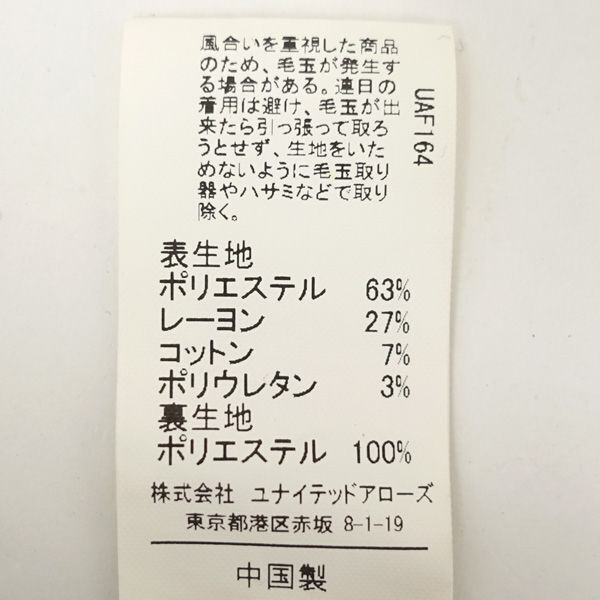 風合いを重視した商品
のため、毛玉が発生す
る場合がある。連日の
着用は避け、毛玉が出
来たら引っ張って取ろ
うとせず、生地をいた
めないように毛玉取り
器やハサミなどで取り
除く。
UAF164
表生地
ポリエステル 63%
レーヨン 27%
コットン 7%
ポリウレタン 3%
裏生地
ポリエステル 100%
株式会社 ユナイテッドアローズ
東京都港区赤坂 8-1-19
中国製